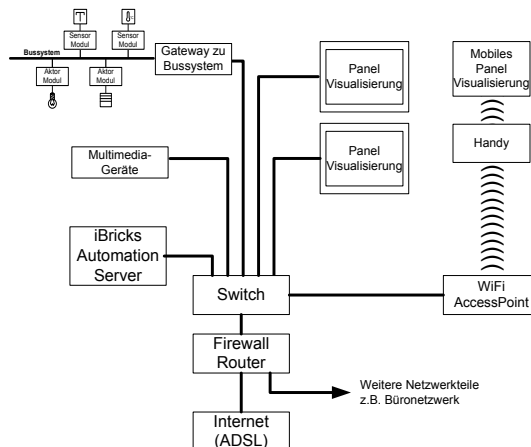 T
°C
Bussystem
Sensor
Modul
Sensor
Modul
Aktor
Modul
Aktor
Modul
Gateway zu
Bussystem
Panel
Visualisierung
Mobiles
Panel
Visualisierung
Multimedia-
Geräte
Panel
Visualisierung
Handy
iBricks
Automation
Server
Switch
WiFi
AccessPoint
Firewall
Router
Weitere Netzwerkteile
z.B. Büronetzwerk
Internet
(ADSL)